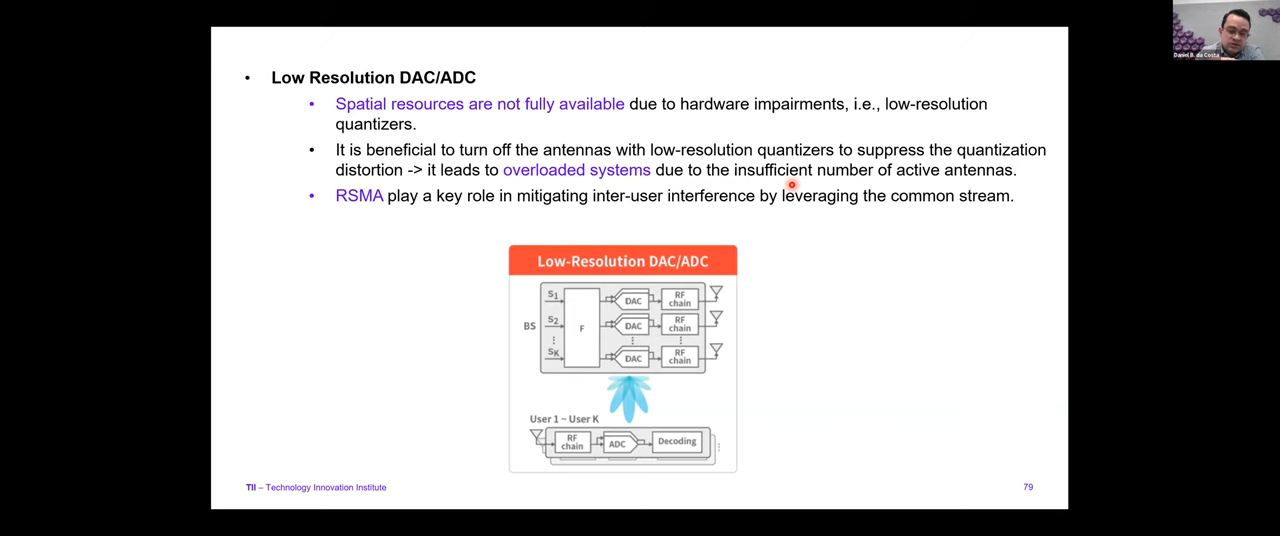 Low Resolution DAC/ADC
Spatial resources are not fully available due to hardware impairments, i.e., low-resolution
quantizers.
It is beneficial to turn off the antennas with low-resolution quantizers to suppress the quantization
distortion -> it leads to overloaded systems due to the insufficient number of active antennas.
RSMA play a key role in mitigating inter-user interference by leveraging the common stream.
Low-Resolution DAC/ADC
S1
S2
SK
BS
F
DAC
RF
chain
DAC
RF
chain
DAC
RF
chain
User 1 – User K
RF
chain
ADC
Decoding
TII – Technology Innovation Institute
79
Daniel B. da Costa